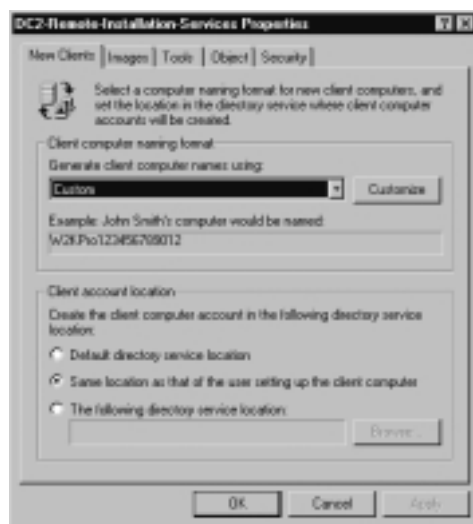 DC2-Remote-Installation-Services Properties
New Clients Images Tools Object Security
Select a computer naming format for new client computers, and
set the location in the directory service where client computer
accounts will be created.
Client computer naming format
Generate client computer names using:
Custom Customize
Example: John Smith's computer would be named:
W2KPro123456789012
Client account location
Create the client computer account in the following directory service
location:
Default directory service location
Same location as that of the user setting up the client computer
The following directory service location:
Browse...
OK Cancel Apply